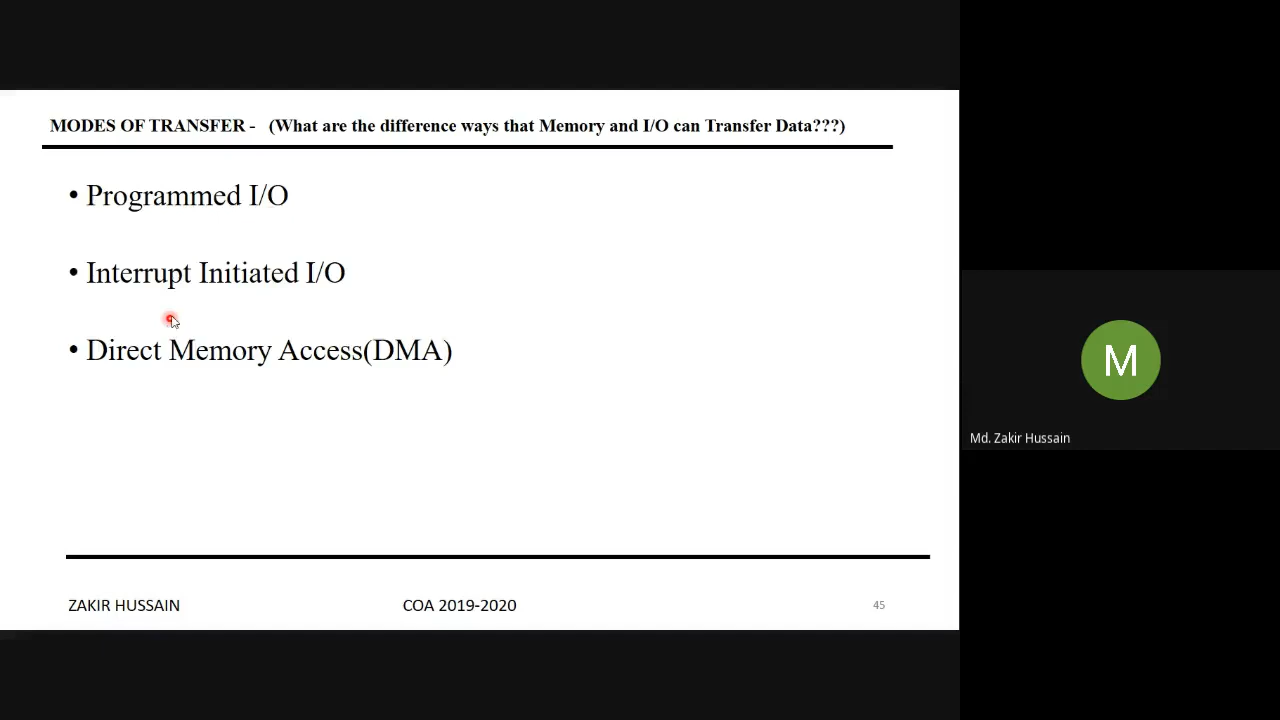 MODES OF TRANSFER - (What are the difference ways that Memory and I/O can Transfer Data???)
• Programmed I/O
• Interrupt Initiated I/O
• Direct Memory Access(DMA)
ZAKIR HUSSAIN COA 2019-2020 45
M
Md. Zakir Hussain